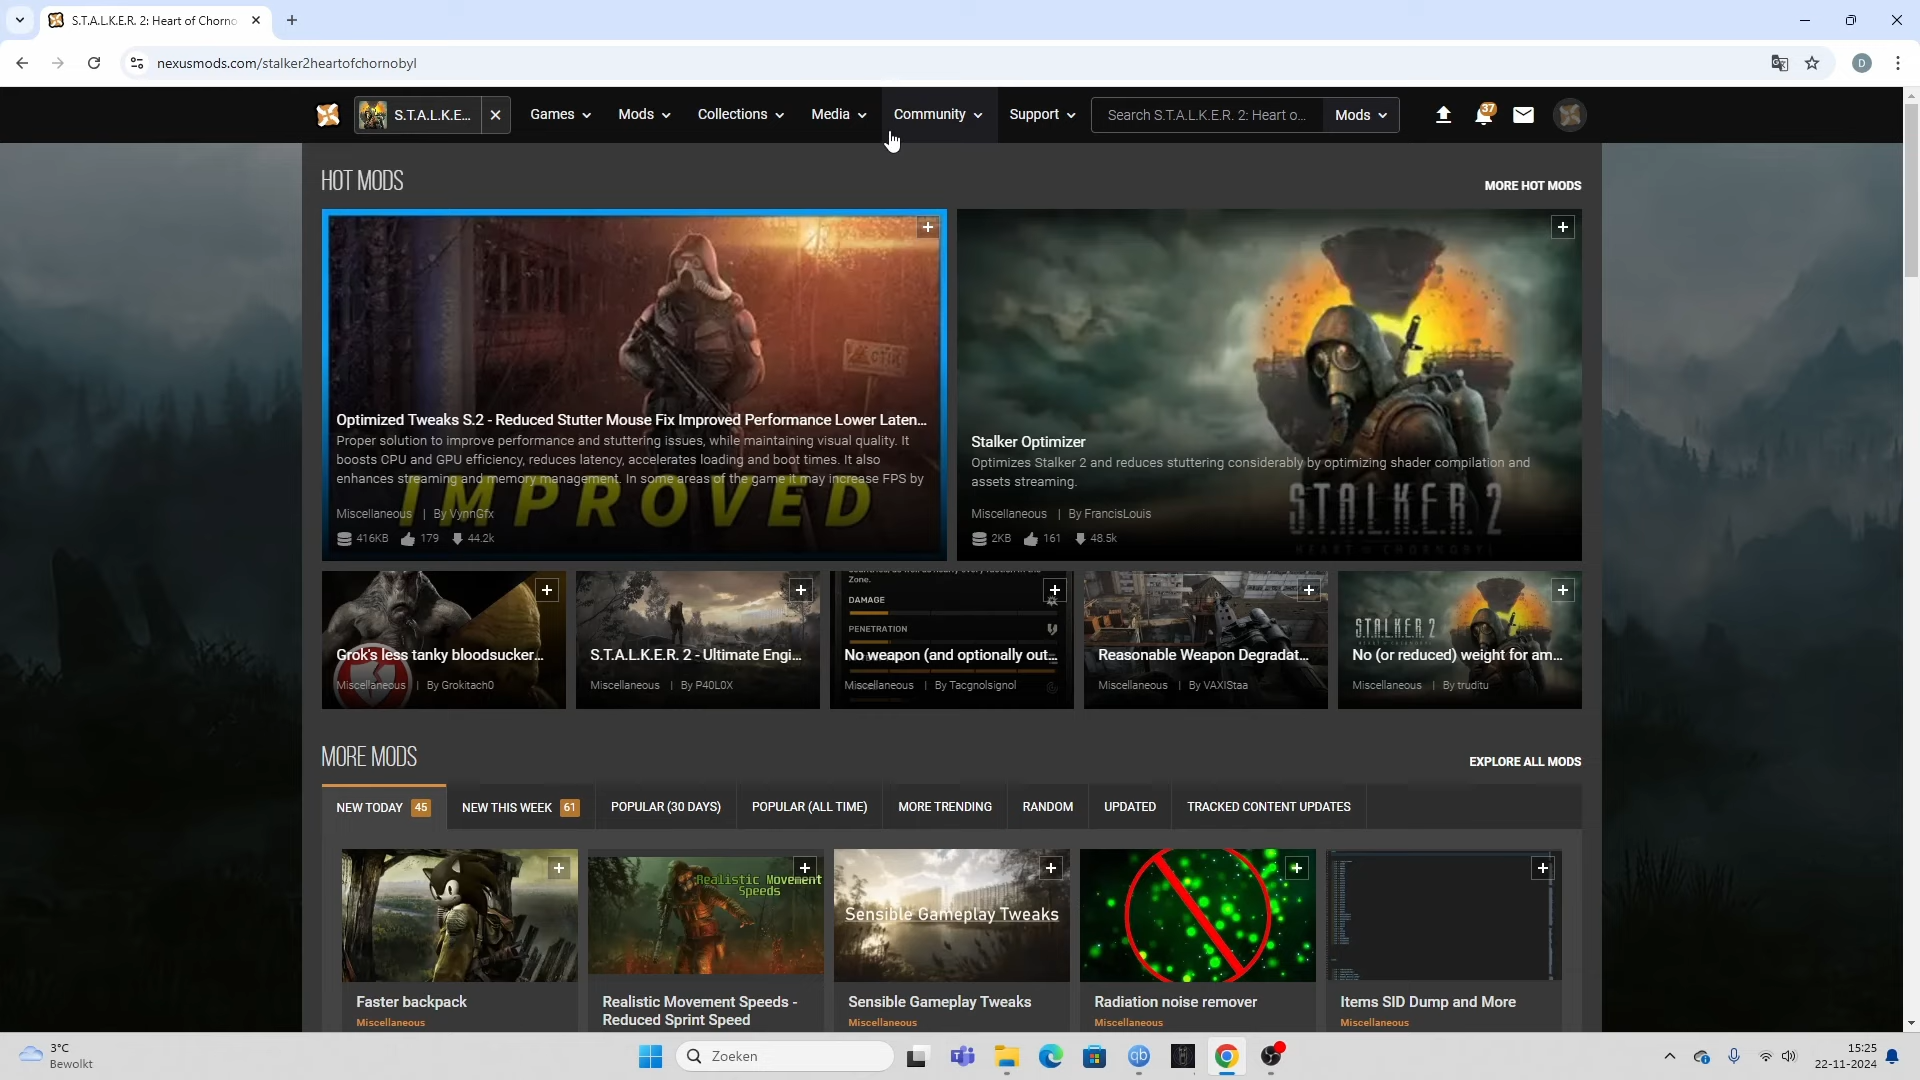 S.T.A.L.K.E.R. 2: Heart of Chorno
nexusmods.com/stalker2heartofchornobyl
D
S.T.A.L.K.E...
Games
Mods
Collections
Media
Community
Support
Search S.T.A.L.K.E.R. 2: Heart o...
Mods
37
HOT MODS
MORE HOT MODS
Optimized Tweaks S.2 - Reduced Stutter Mouse Fix Improved Performance Lower Laten...
Proper solution to improve performance and stuttering issues, while maintaining visual quality. It
boosts CPU and GPU efficiency, reduces latency, accelerates loading and boot times. It also
enhances streaming and memory management. In some areas of the game it may increase FPS by
IMPROVED
Miscellaneous | By VynnGfx
416KB 179 44.2k
Stalker Optimizer
Optimizes Stalker 2 and reduces stuttering considerably by optimizing shader compilation and
assets streaming.
S.T.A.L.K.E.R. 2
HEART OF CHORNOBYL
Miscellaneous | By FrancisLouis
2KB 161 48.5k
Grok's less tanky bloodsucker...
Miscellaneous | By Grokitach0
S.T.A.L.K.E.R. 2 - Ultimate Engi...
Miscellaneous | By P40L0X
Zone.
DAMAGE
PENETRATION
No weapon (and optionally out...
Miscellaneous | By Tacgnolsignol
Reasonable Weapon Degradat...
Miscellaneous | By VAXIStaa
S.T.A.L.K.E.R. 2
No (or reduced) weight for am...
Miscellaneous | By truditu
MORE MODS
EXPLORE ALL MODS
NEW TODAY 45
NEW THIS WEEK 61
POPULAR (30 DAYS)
POPULAR (ALL TIME)
MORE TRENDING
RANDOM
UPDATED
TRACKED CONTENT UPDATES
Realistic Movement
Speeds
Sensible Gameplay Tweaks
Faster backpack
Miscellaneous
Realistic Movement Speeds -
Reduced Sprint Speed
Sensible Gameplay Tweaks
Miscellaneous
Radiation noise remover
Miscellaneous
Items SID Dump and More
Miscellaneous
3°C
Bewolkt
Zoeken
qb
15:25
22-11-2024